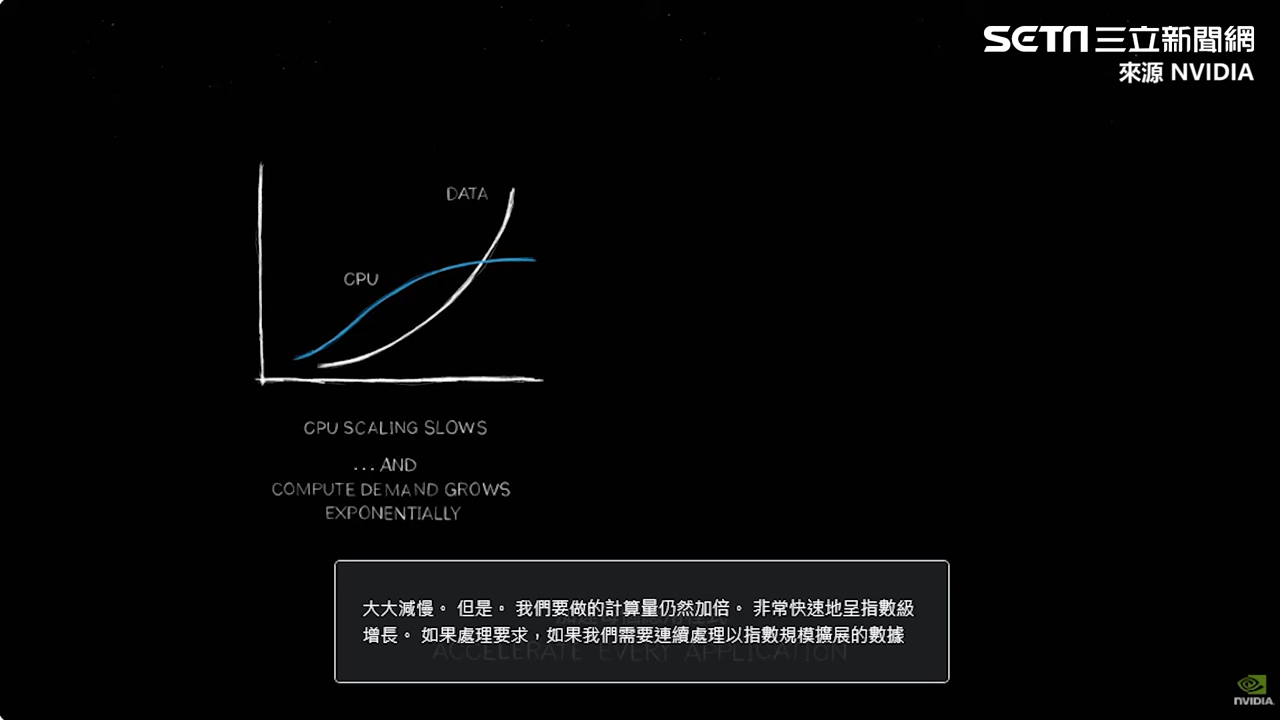 SETN三立新聞網
來源 NVIDIA
DATA
CPU
CPU SCALING SLOWS
...AND
COMPUTE DEMAND GROWS
EXPONENTIALLY
大大減慢。 但是。 我們要做的計算量仍然加倍。 非常快速地呈指數級
增長。 如果處理要求，如果我們需要連續處理以指數規模擴展的數據
ACCELERATE EVERY APPLICATION
NVIDIA